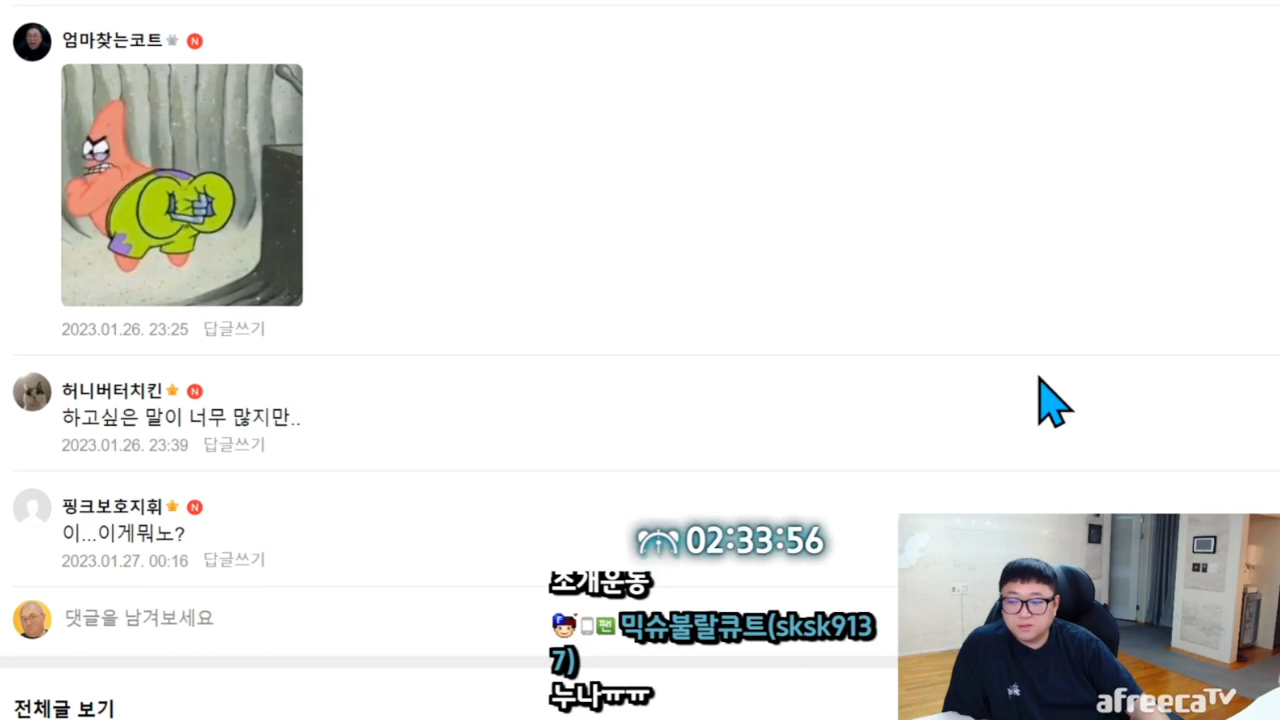 엄마찾는코트 N
2023.01.26. 23:25 답글쓰기
허니버터치킨 N
하고싶은 말이 너무 많지만..
2023.01.26. 23:39 답글쓰기
핑크보호지휘 N
이...이게뭐노?
2023.01.27. 00:16 답글쓰기
댓글을 남겨보세요
전체글 보기
02:33:56
조개운동
팬 믹슈불랄큐트(sksk913
7)
누나ㅠㅠ
afreecaTV